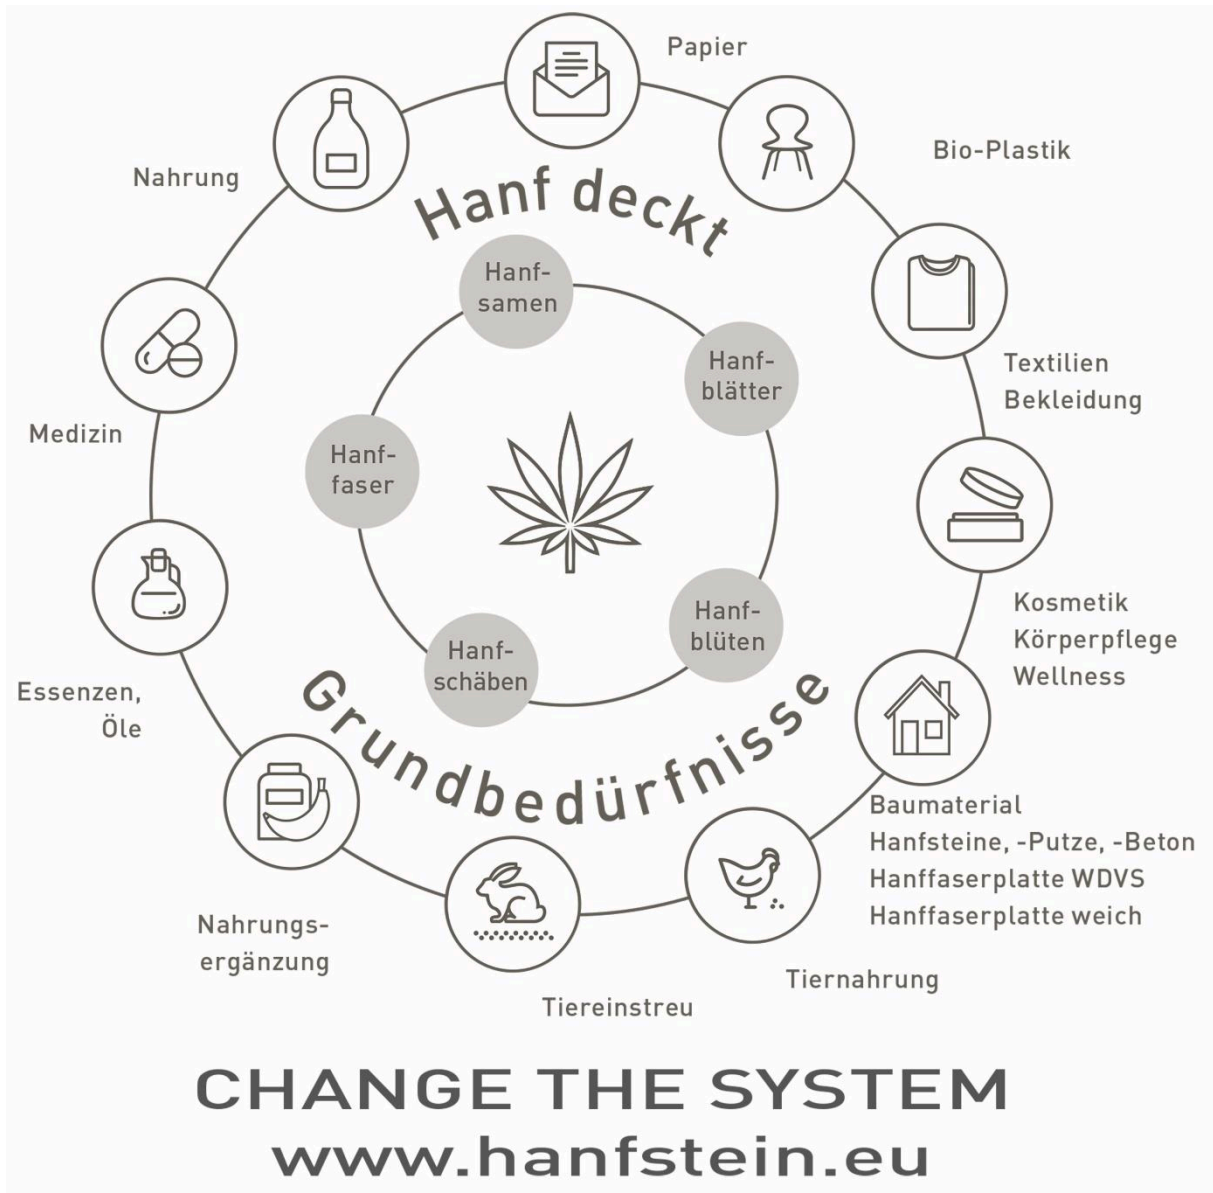 Papier
Bio-Plastik
Nahrung
Hanf deckt
Hanf-
samen
Hanf-
blätter
Textilien
Bekleidung
Medizin
Hanf-
faser
Kosmetik
Körperpflege
Wellness
Hanf-
blüten
Hanf-
schäben
Essenzen,
Öle
Grundbedürfnisse
Baumaterial
Hanfsteine, -Putze, -Beton
Hanffaserplatte WDVS
Hanffaserplatte weich
Nahrungs-
ergänzung
Tiernahrung
Tiereinstreu
CHANGE THE SYSTEM
www.hanfstein.eu